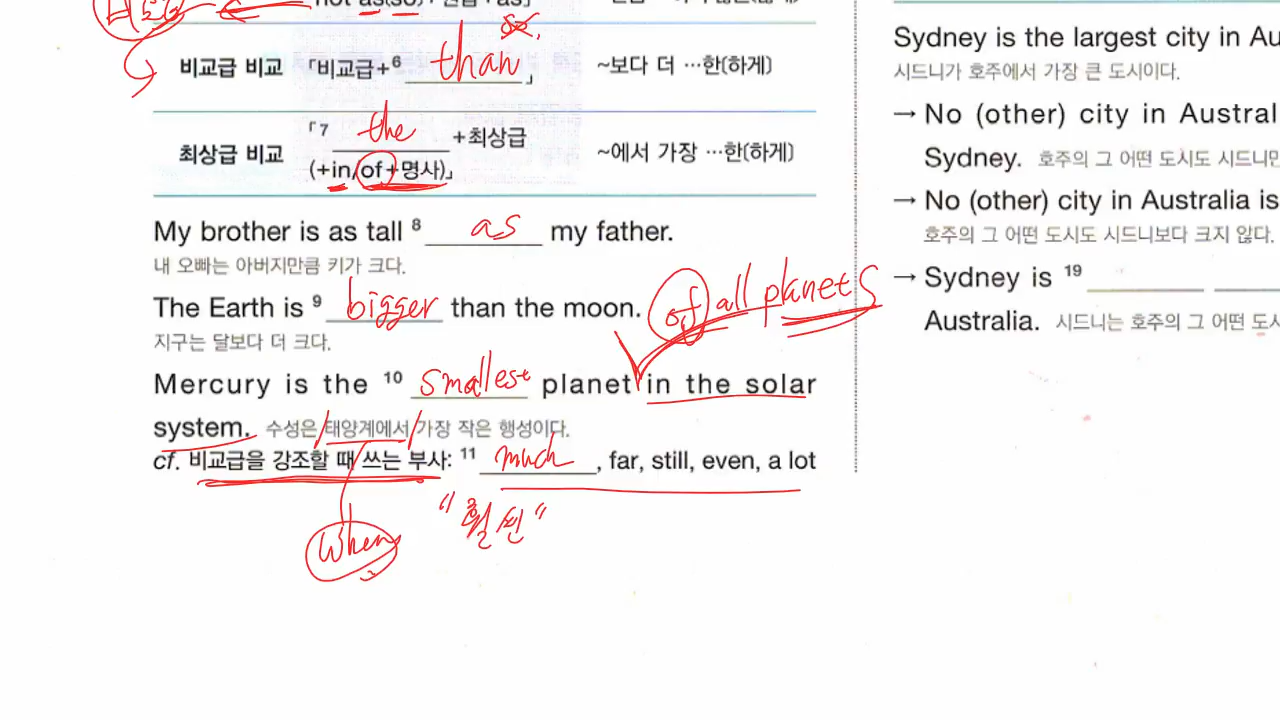 not as(so)
비교급 비교 「비교급+⁶ than 」 ~보다 더 …한(하게)
최상급 비교 「⁷ the +최상급 (+in/of+명사)」 ~에서 가장 …한(하게)
My brother is as tall ⁸ as my father.
내 오빠는 아버지만큼 키가 크다.
The Earth is ⁹ bigger than the moon.
of all planets
지구는 달보다 더 크다.
Mercury is the ¹⁰ smallest planet in the solar
system. 수성은 태양계에서 가장 작은 행성이다.
cf. 비교급을 강조할 때 쓰는 부사: ¹¹ much, far, still, even, a lot
"훨씬"
when
Sydney is the largest city in Au
시드니가 호주에서 가장 큰 도시이다.
→ No (other) city in Austral
Sydney. 호주의 그 어떤 도시도 시드니만
→ No (other) city in Australia is
호주의 그 어떤 도시도 시드니보다 크지 않다.
→ Sydney is ¹⁹
Australia. 시드니는 호주의 그 어떤 도시